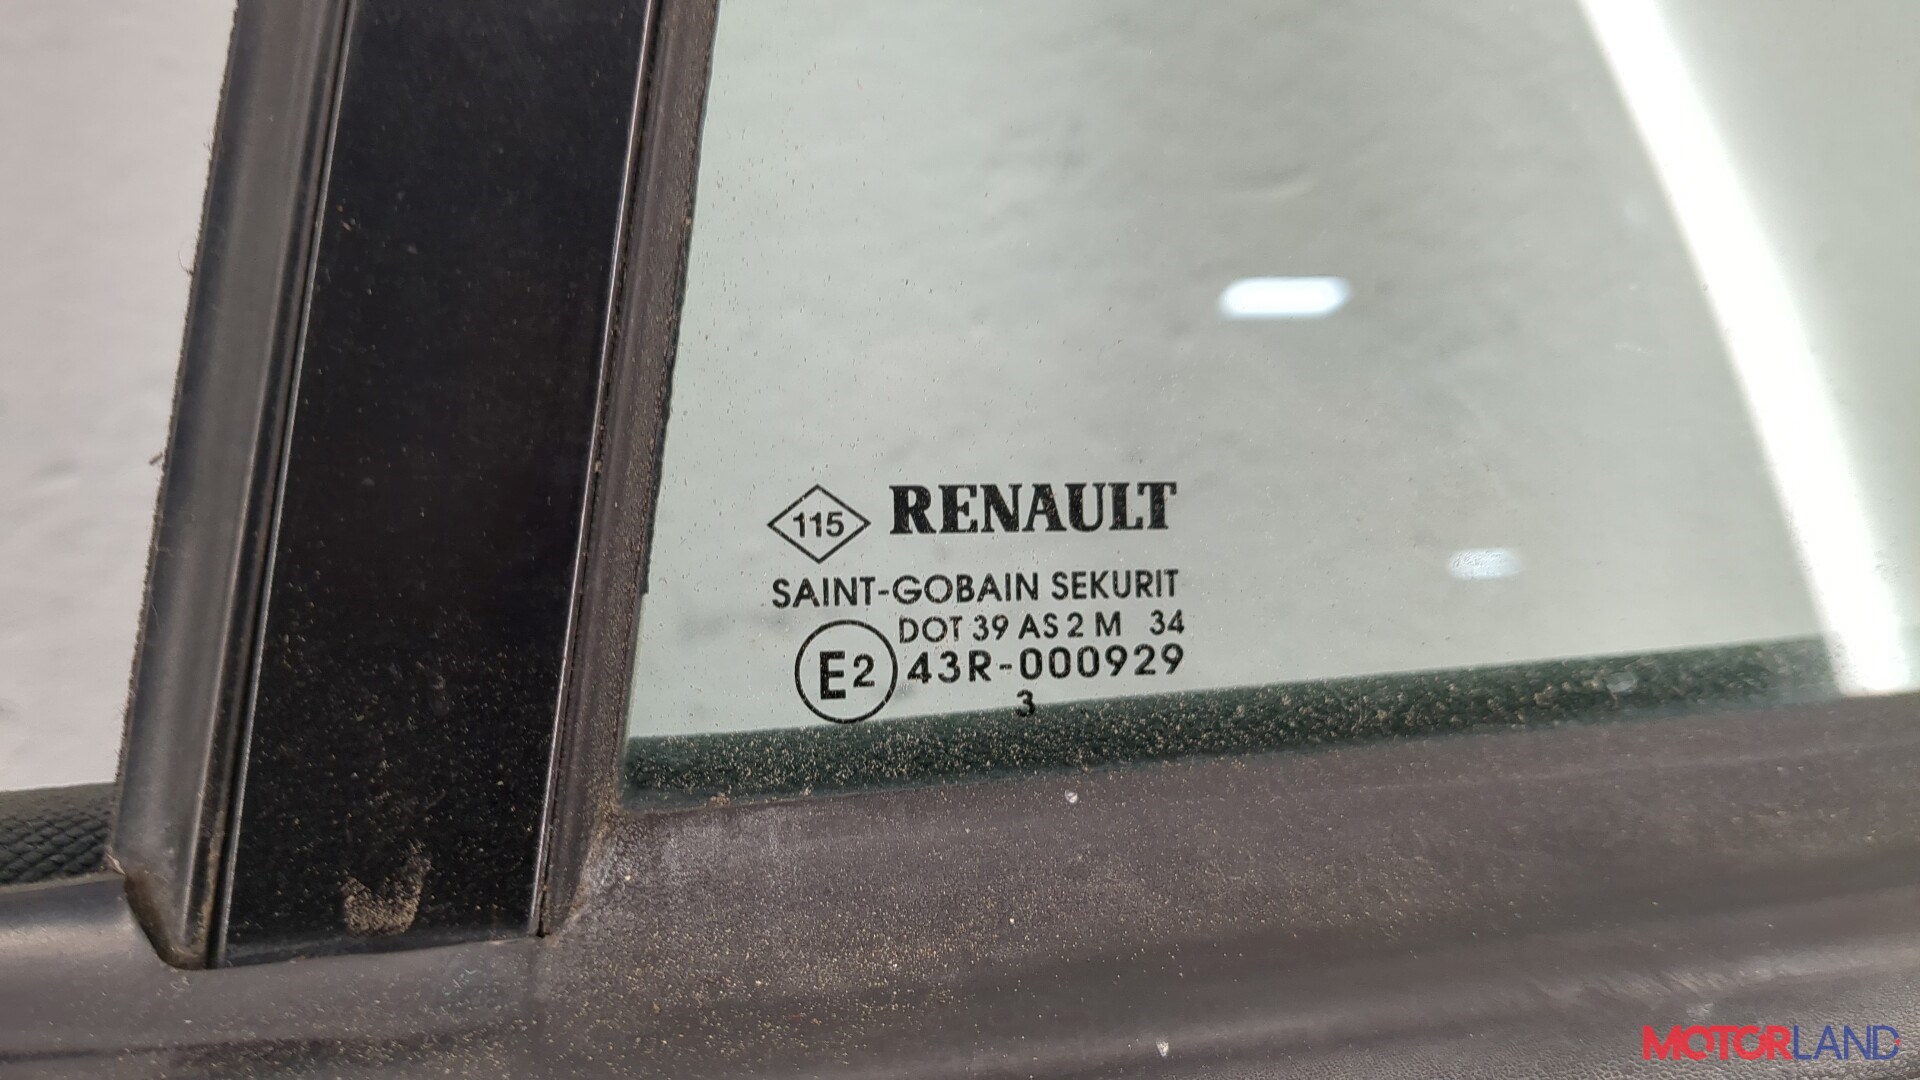 115 RENAULT
SAINT-GOBAIN SEKURIT
DOT 39 AS 2 M 34
E2 43R-000929
3
MOTORLAND